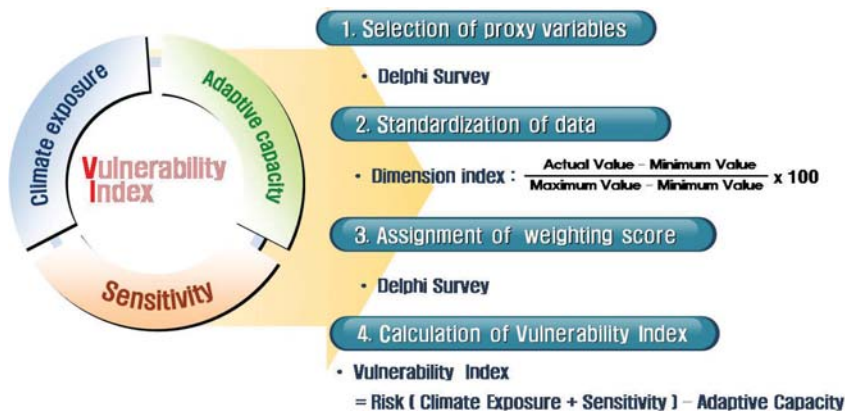 Climate exposure
Adaptive capacity
Sensitivity
Vulnerability
Index
1. Selection of proxy variables
• Delphi Survey
2. Standardization of data
• Dimension index : Actual Value - Minimum Value
Maximum Value - Minimum Value x 100
3. Assignment of weighting score
• Delphi Survey
4. Calculation of Vulnerability Index
• Vulnerability Index
= Risk ( Climate Exposure + Sensitivity ) - Adaptive Capacity